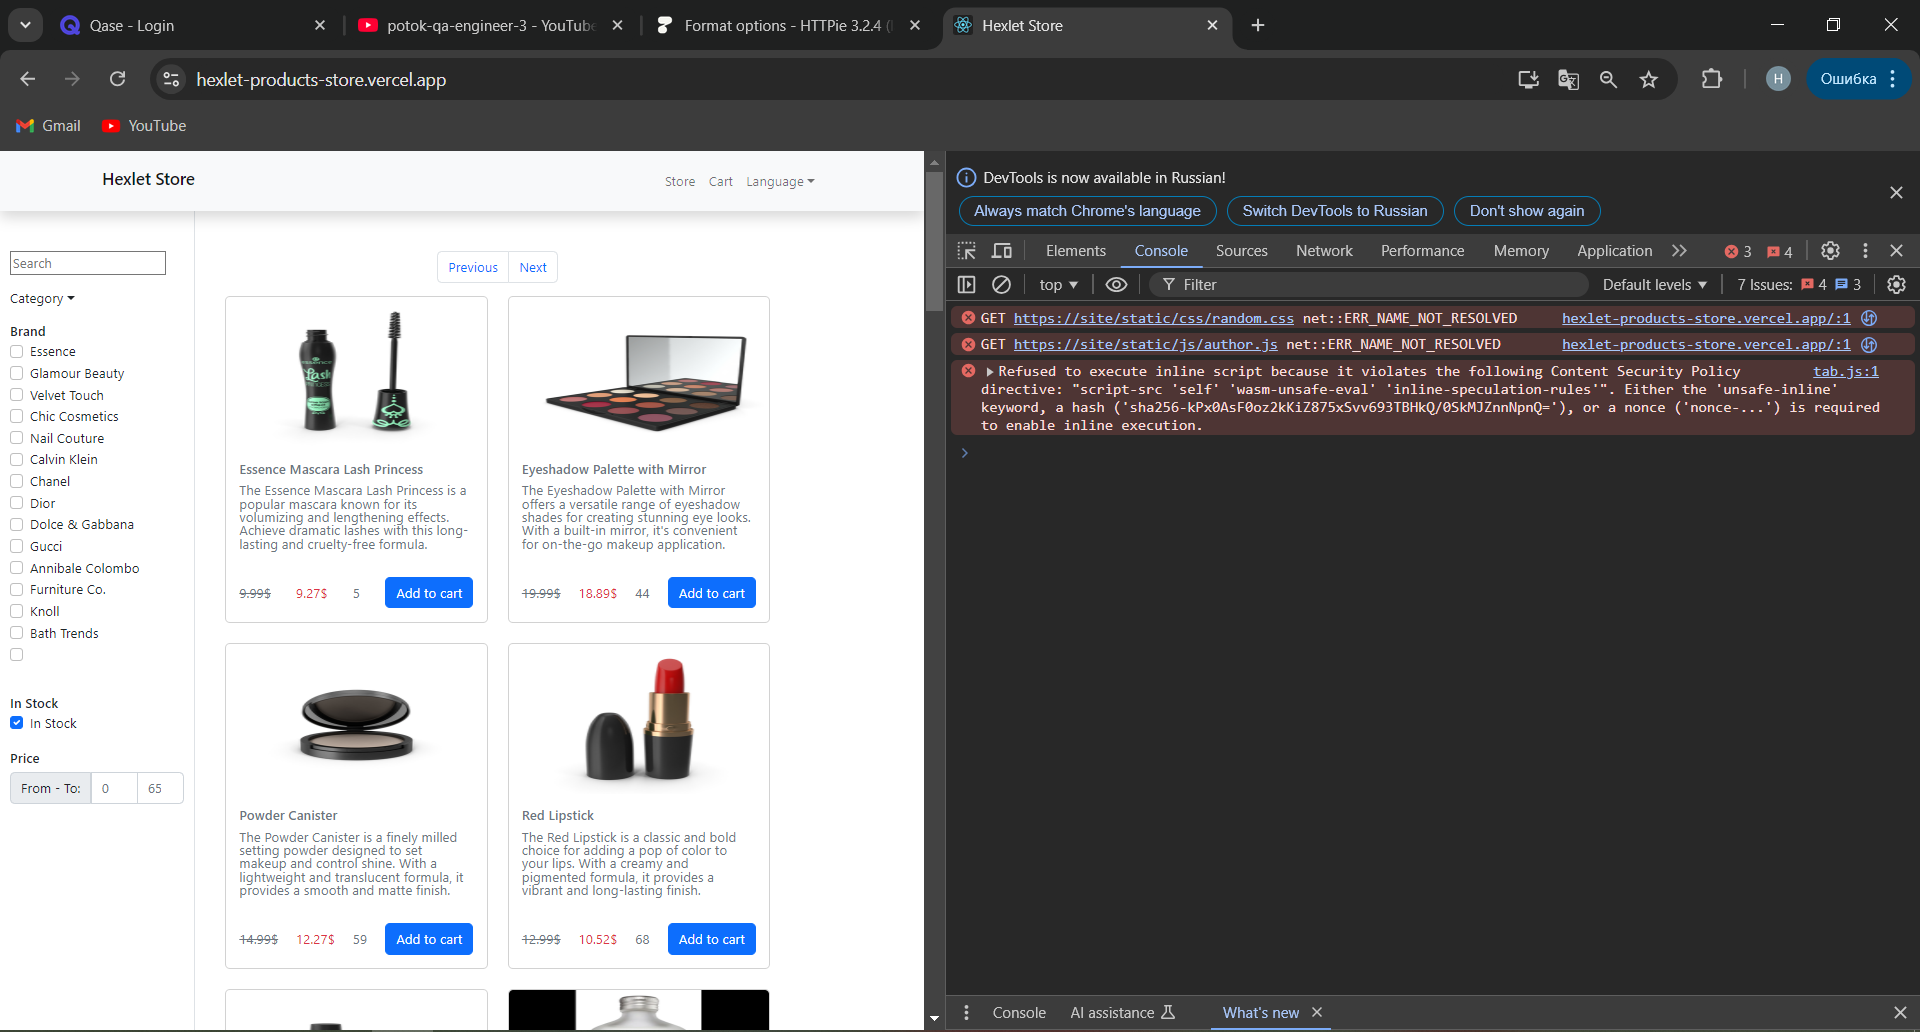 Qase - Login
potok-qa-engineer-3 - YouTube
Format options - HTTPie 3.2.4 (
Hexlet Store
hexlet-products-store.vercel.app
H
Ошибка
Gmail
YouTube
Hexlet Store
Store
Cart
Language
Search
Category
Brand
Essence
Glamour Beauty
Velvet Touch
Chic Cosmetics
Nail Couture
Calvin Klein
Chanel
Dior
Dolce & Gabbana
Gucci
Annibale Colombo
Furniture Co.
Knoll
Bath Trends
In Stock
In Stock
Price
From - To:
0
65
Previous
Next
Essence Mascara Lash Princess
The Essence Mascara Lash Princess is a
popular mascara known for its
volumizing and lengthening effects.
Achieve dramatic lashes with this long-
lasting and cruelty-free formula.
9.99$
9.27$
5
Add to cart
Eyeshadow Palette with Mirror
The Eyeshadow Palette with Mirror
offers a versatile range of eyeshadow
shades for creating stunning eye looks.
With a built-in mirror, it's convenient
for on-the-go makeup application.
19.99$
18.89$
44
Add to cart
Powder Canister
The Powder Canister is a finely milled
setting powder designed to set
makeup and control shine. With a
lightweight and translucent formula, it
provides a smooth and matte finish.
14.99$
12.27$
59
Add to cart
Red Lipstick
The Red Lipstick is a classic and bold
choice for adding a pop of color to
your lips. With a creamy and
pigmented formula, it provides a
vibrant and long-lasting finish.
12.99$
10.52$
68
Add to cart
DevTools is now available in Russian!
Always match Chrome's language
Switch DevTools to Russian
Don't show again
Elements
Console
Sources
Network
Performance
Memory
Application
3
4
top
Filter
Default levels
7 Issues:
4
3
GET https://site/static/css/random.css net::ERR_NAME_NOT_RESOLVED
hexlet-products-store.vercel.app/:1
GET https://site/static/js/author.js net::ERR_NAME_NOT_RESOLVED
hexlet-products-store.vercel.app/:1
Refused to execute inline script because it violates the following Content Security Policy
tab.js:1
directive: "script-src 'self' 'wasm-unsafe-eval' 'inline-speculation-rules'". Either the 'unsafe-inline'
keyword, a hash ('sha256-kPx0AsF0oz2kKiZ875xSvv693TBHkQ/0SkMJZnnNpnQ='), or a nonce ('nonce-...') is required
to enable inline execution.
Console
AI assistance
What's new